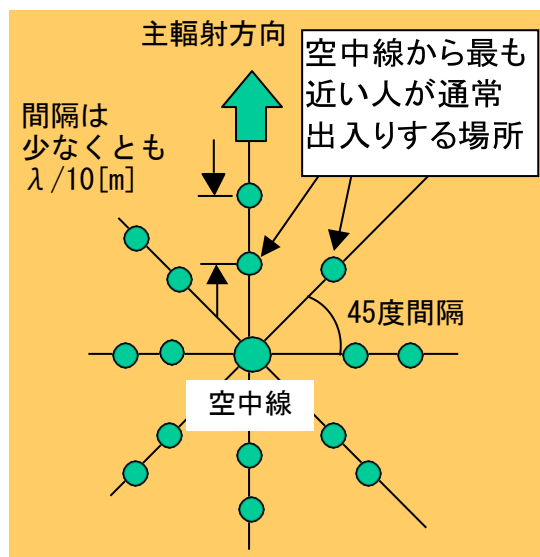 主輻射方向
空中線から最も
近い人が通常
出入りする場所
間隔は
少なくとも
λ/10[m]
45度間隔
空中線